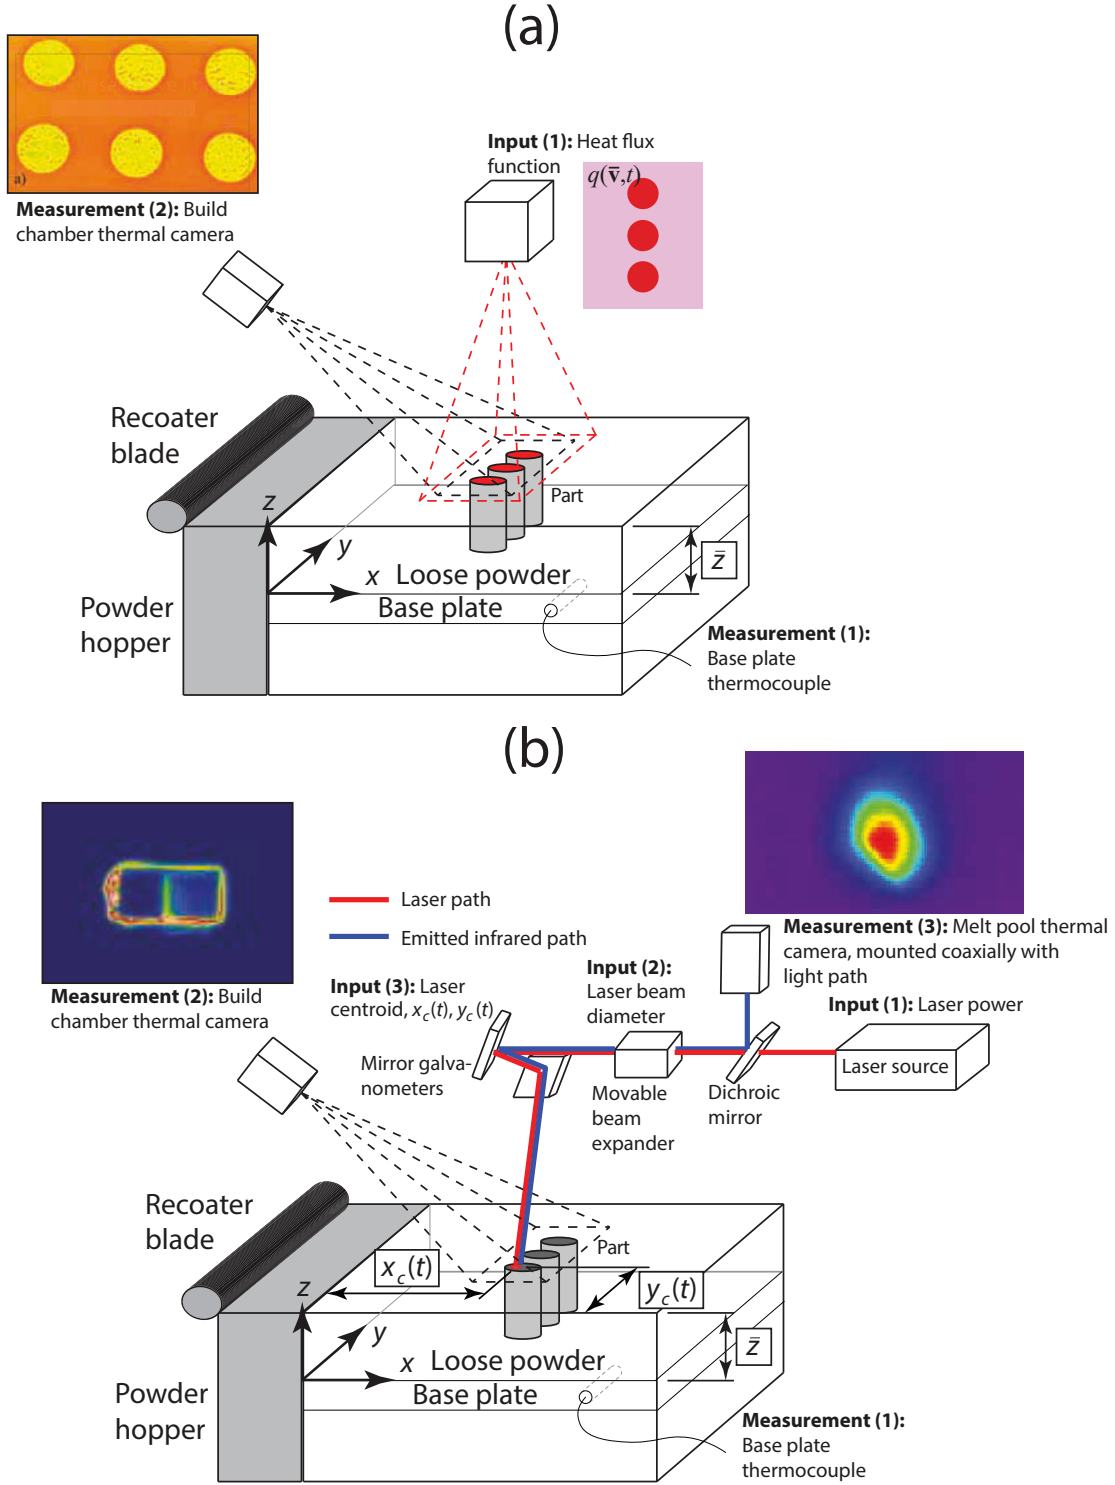 (a)
a)
Measurement (2): Build
chamber thermal camera
Input (1): Heat flux
function
q(v̄,t)
Recoater
blade
Part
z
y
x
Loose powder
z̄
Base plate
Powder
hopper
Measurement (1):
Base plate
thermocouple
(b)
Laser path
Emitted infrared path
Measurement (2): Build
chamber thermal camera
Measurement (3): Melt pool thermal
camera, mounted coaxially with
light path
Input (3): Laser
centroid, x_c(t), y_c(t)
Input (2):
Laser beam
diameter
Input (1): Laser power
Mirror galva-
nometers
Movable
beam
expander
Dichroic
mirror
Laser source
Recoater
blade
Part
x_c(t)
y_c(t)
z
y
x
Loose powder
z̄
Base plate
Powder
hopper
Measurement (1):
Base plate
thermocouple